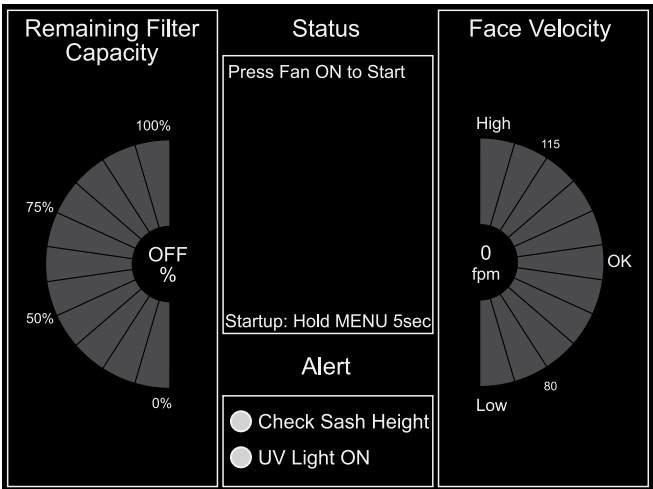 Remaining Filter
Capacity
100%
75%
OFF
%
50%
0%
Status
Press Fan ON to Start
Startup: Hold MENU 5sec
Alert
Check Sash Height
UV Light ON
Face Velocity
High
115
0
fpm
OK
80
Low